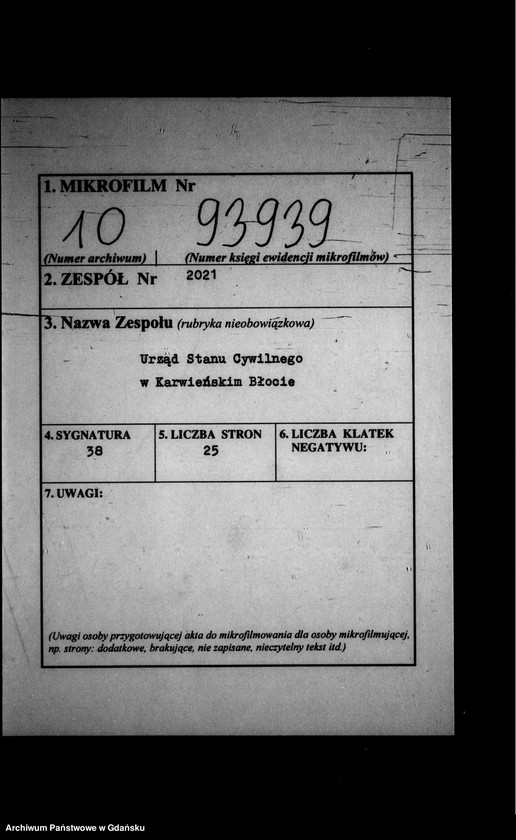 1. MIKROFILM Nr
10 93939
(Numer archiwum) (Numer księgi ewidencji mikrofilmów)
2. ZESPÓŁ Nr 2021
3. Nazwa Zespołu (rubryka nieobowiązkowa)
Urząd Stanu Cywilnego
w Karwieńskim Błocie
4. SYGNATURA
38
5. LICZBA STRON
25
6. LICZBA KLATEK
NEGATYWU:
7. UWAGI:
(Uwagi osoby przygotowującej akta do mikrofilmowania dla osoby mikrofilmującej,
np. strony: dodatkowe, brakujące, nie zapisane, nieczytelny tekst itd.)
Archiwum Państwowe w Gdańsku